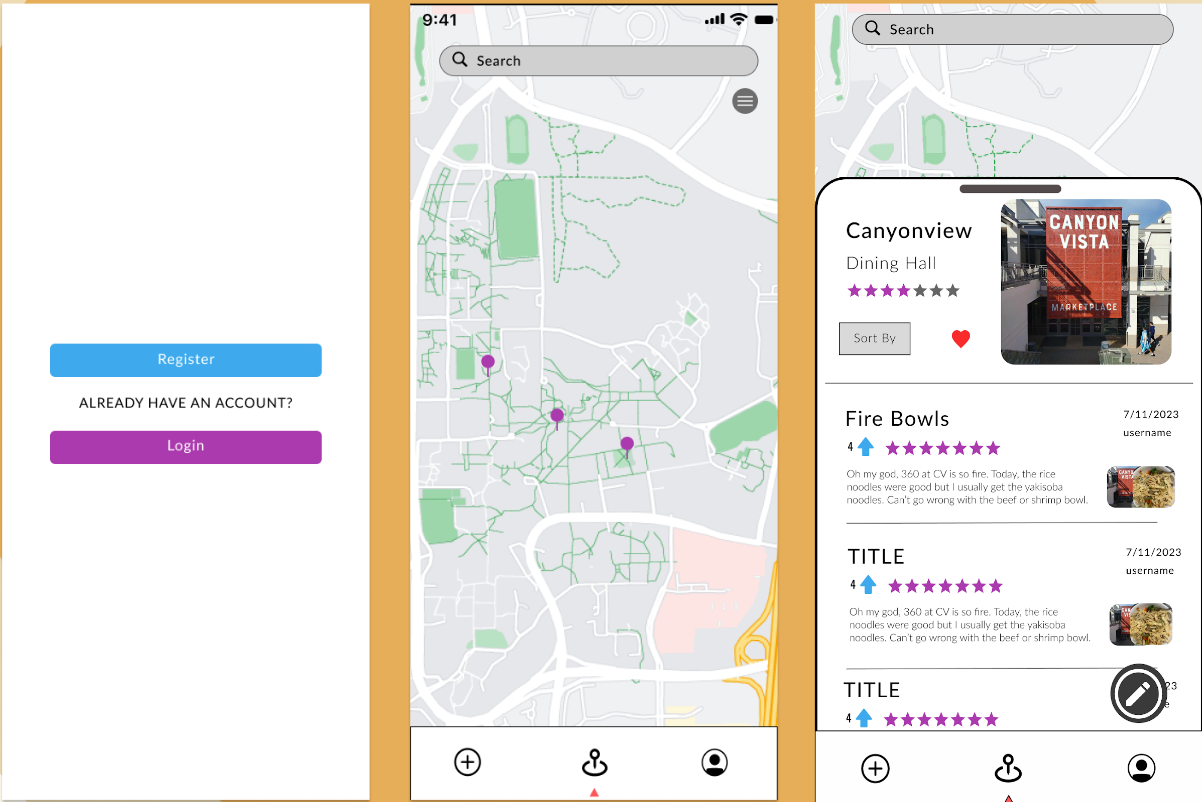 Register
ALREADY HAVE AN ACCOUNT?
Login
9:41
Search
Search
Canyonview
Dining Hall
Sort By
CANYON
VISTA
MARKETPLACE
Fire Bowls
7/11/2023
username
4
Oh my god, 360 at CV is so fire. Today, the rice
noodles were good but I usually get the yakisoba
noodles. Can't go wrong with the beef or shrimp bowl.
TITLE
7/11/2023
username
4
Oh my god, 360 at CV is so fire. Today, the rice
noodles were good but I usually get the yakisoba
noodles. Can't go wrong with the beef or shrimp bowl.
TITLE
23
e
4